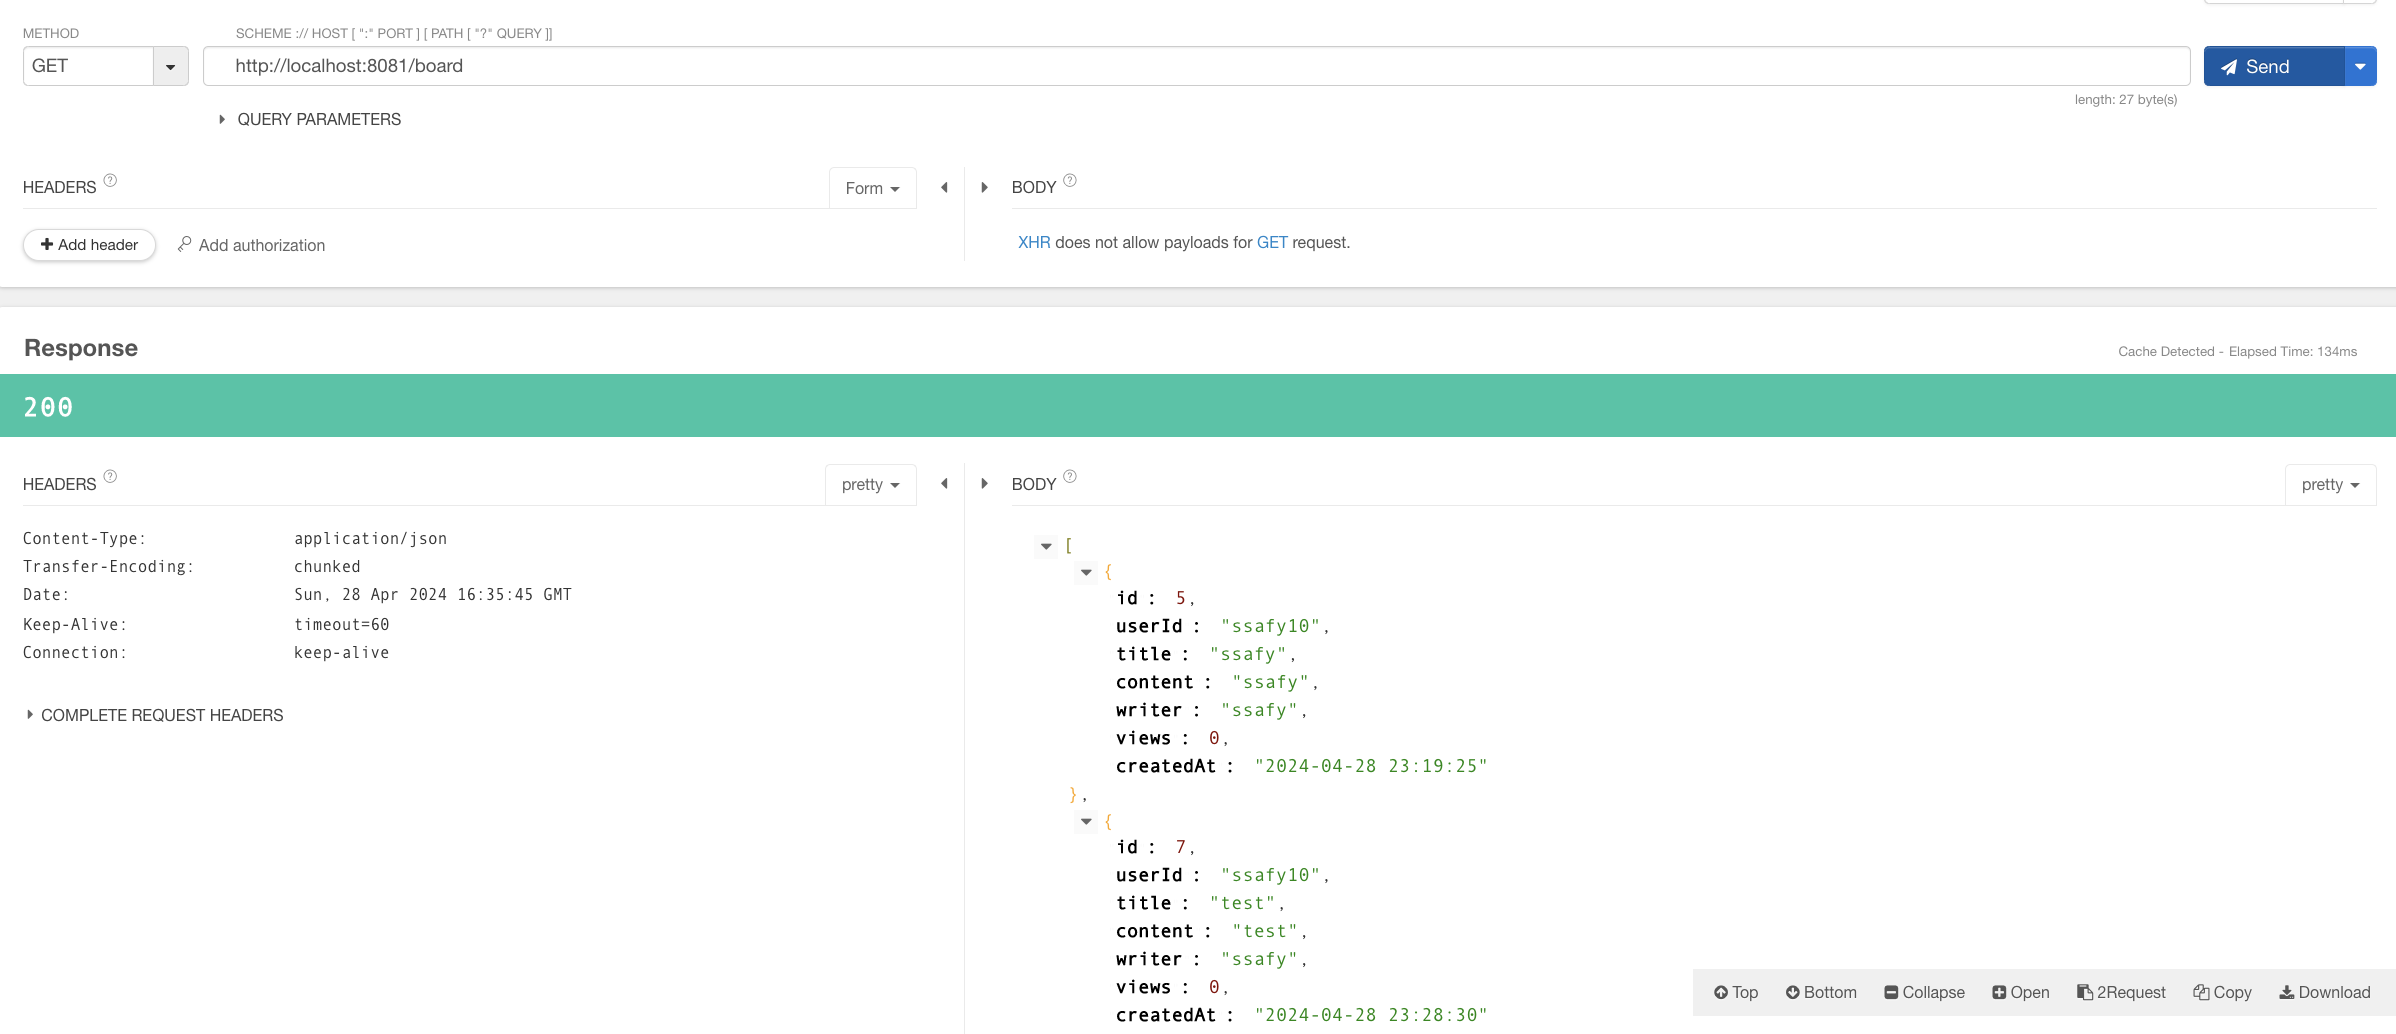 METHOD
SCHEME :// HOST [ ":" PORT ] [ PATH [ "?" QUERY ]]
GET
http://localhost:8081/board
Send
length: 27 byte(s)
QUERY PARAMETERS
HEADERS ?
Form
BODY ?
Add header
Add authorization
XHR does not allow payloads for GET request.
Response
Cache Detected - Elapsed Time: 134ms
200
HEADERS ?
pretty
Content-Type: application/json
Transfer-Encoding: chunked
Date: Sun, 28 Apr 2024 16:35:45 GMT
Keep-Alive: timeout=60
Connection: keep-alive
COMPLETE REQUEST HEADERS
BODY ?
pretty
[
{
id : 5,
userId : "ssafy10",
title : "ssafy",
content : "ssafy",
writer : "ssafy",
views : 0,
createdAt : "2024-04-28 23:19:25"
},
{
id : 7,
userId : "ssafy10",
title : "test",
content : "test",
writer : "ssafy",
views : 0,
createdAt : "2024-04-28 23:28:30"
Top Bottom Collapse Open 2Request Copy Download